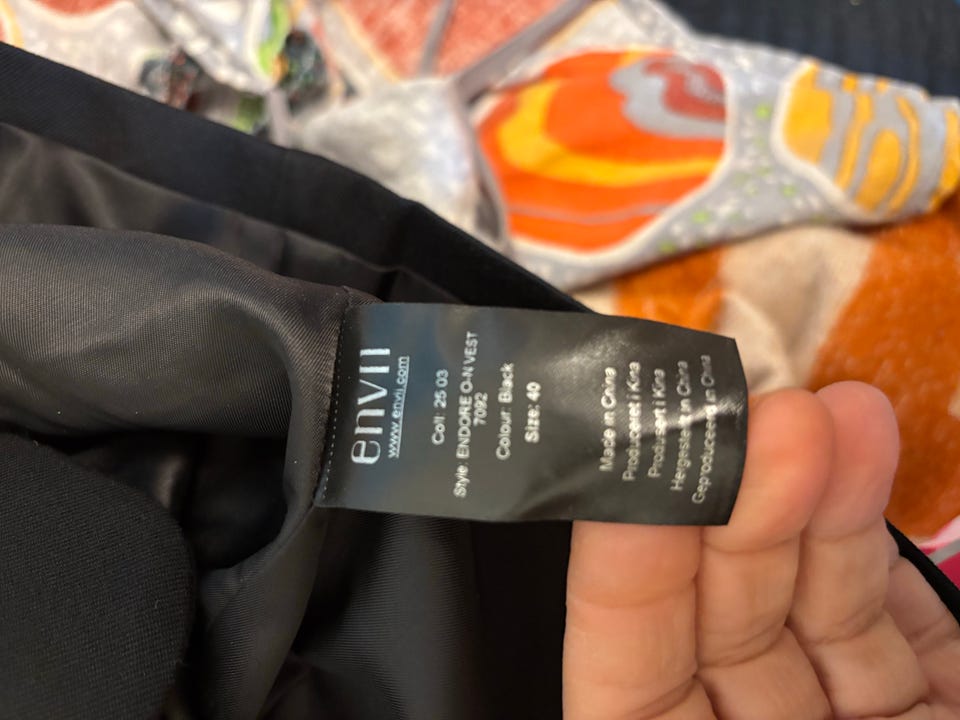 envii
www.envii.com
Coll: 25 03
Style: ENDORE O-N VEST
7092
Colour: Black
Size: 40
Made in China
Produceret i Kina
Producert i Kina
Hergestellt in China
Geproduceerd in China